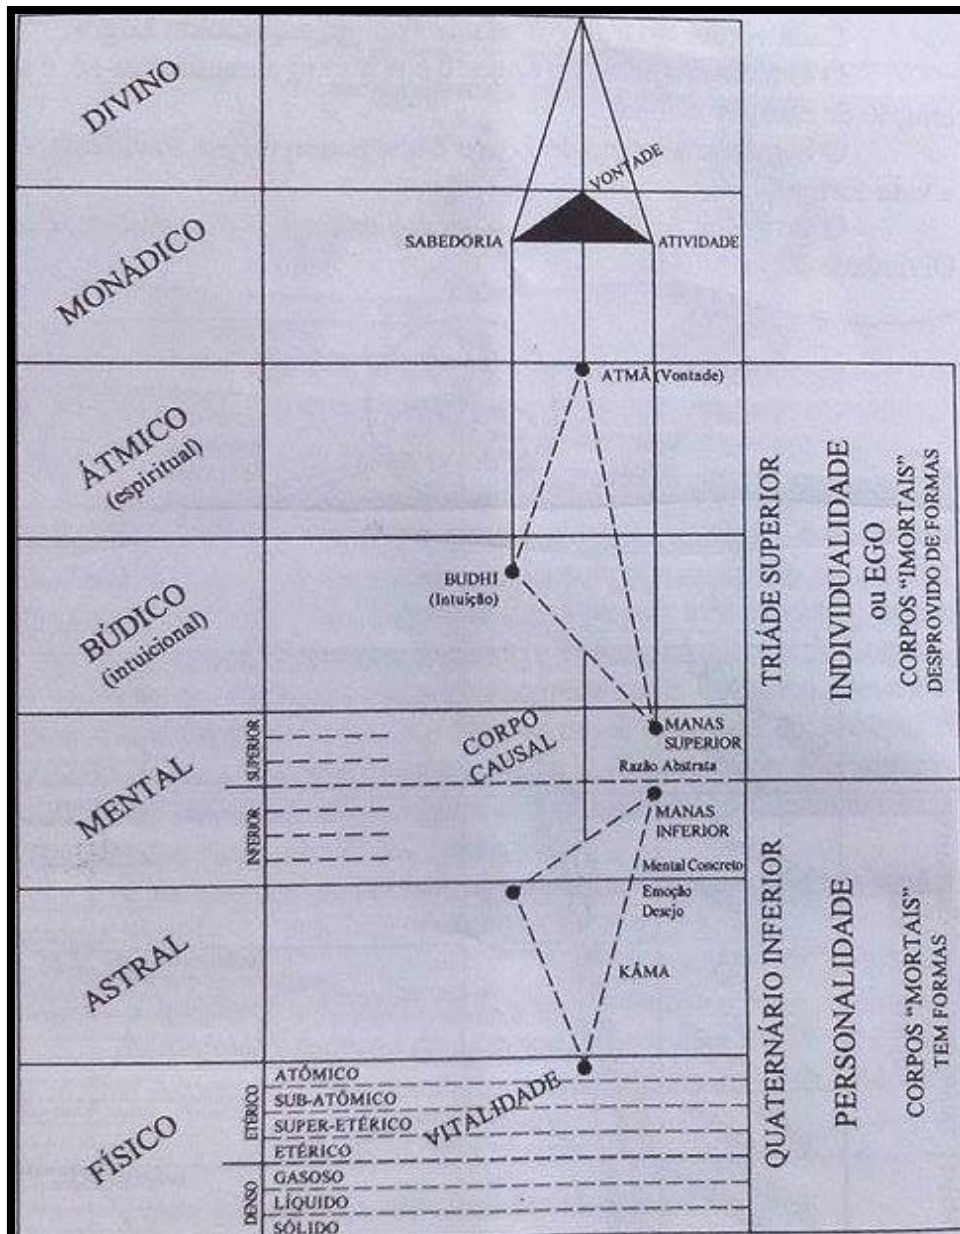 DIVINO
VONTADE
MONÁDICO
SABEDORIA
ATIVIDADE
ÁTMICO
(espiritual)
ATMÃ (Vontade)
BÚDICO
(intuicional)
BUDHI
(Intuição)
TRIÁDE SUPERIOR
INDIVIDUALIDADE
ou EGO
CORPOS “IMORTAIS”
DESPROVIDO DE FORMAS
MENTAL
SUPERIOR
INFERIOR
CORPO
CAUSAL
MANAS
SUPERIOR
Razão Abstrata
MANAS
INFERIOR
Mental Concreto
ASTRAL
Emoção
Desejo
KÂMA
QUATERNÁRIO INFERIOR
PERSONALIDADE
CORPOS “MORTAIS”
TEM FORMAS
FÍSICO
ETÉRICO
DENSO
ATÔMICO
SUB-ATÔMICO
SUPER-ETÉRICO
ETÉRICO
GASOSO
LÍQUIDO
SÓLIDO
VITALIDADE